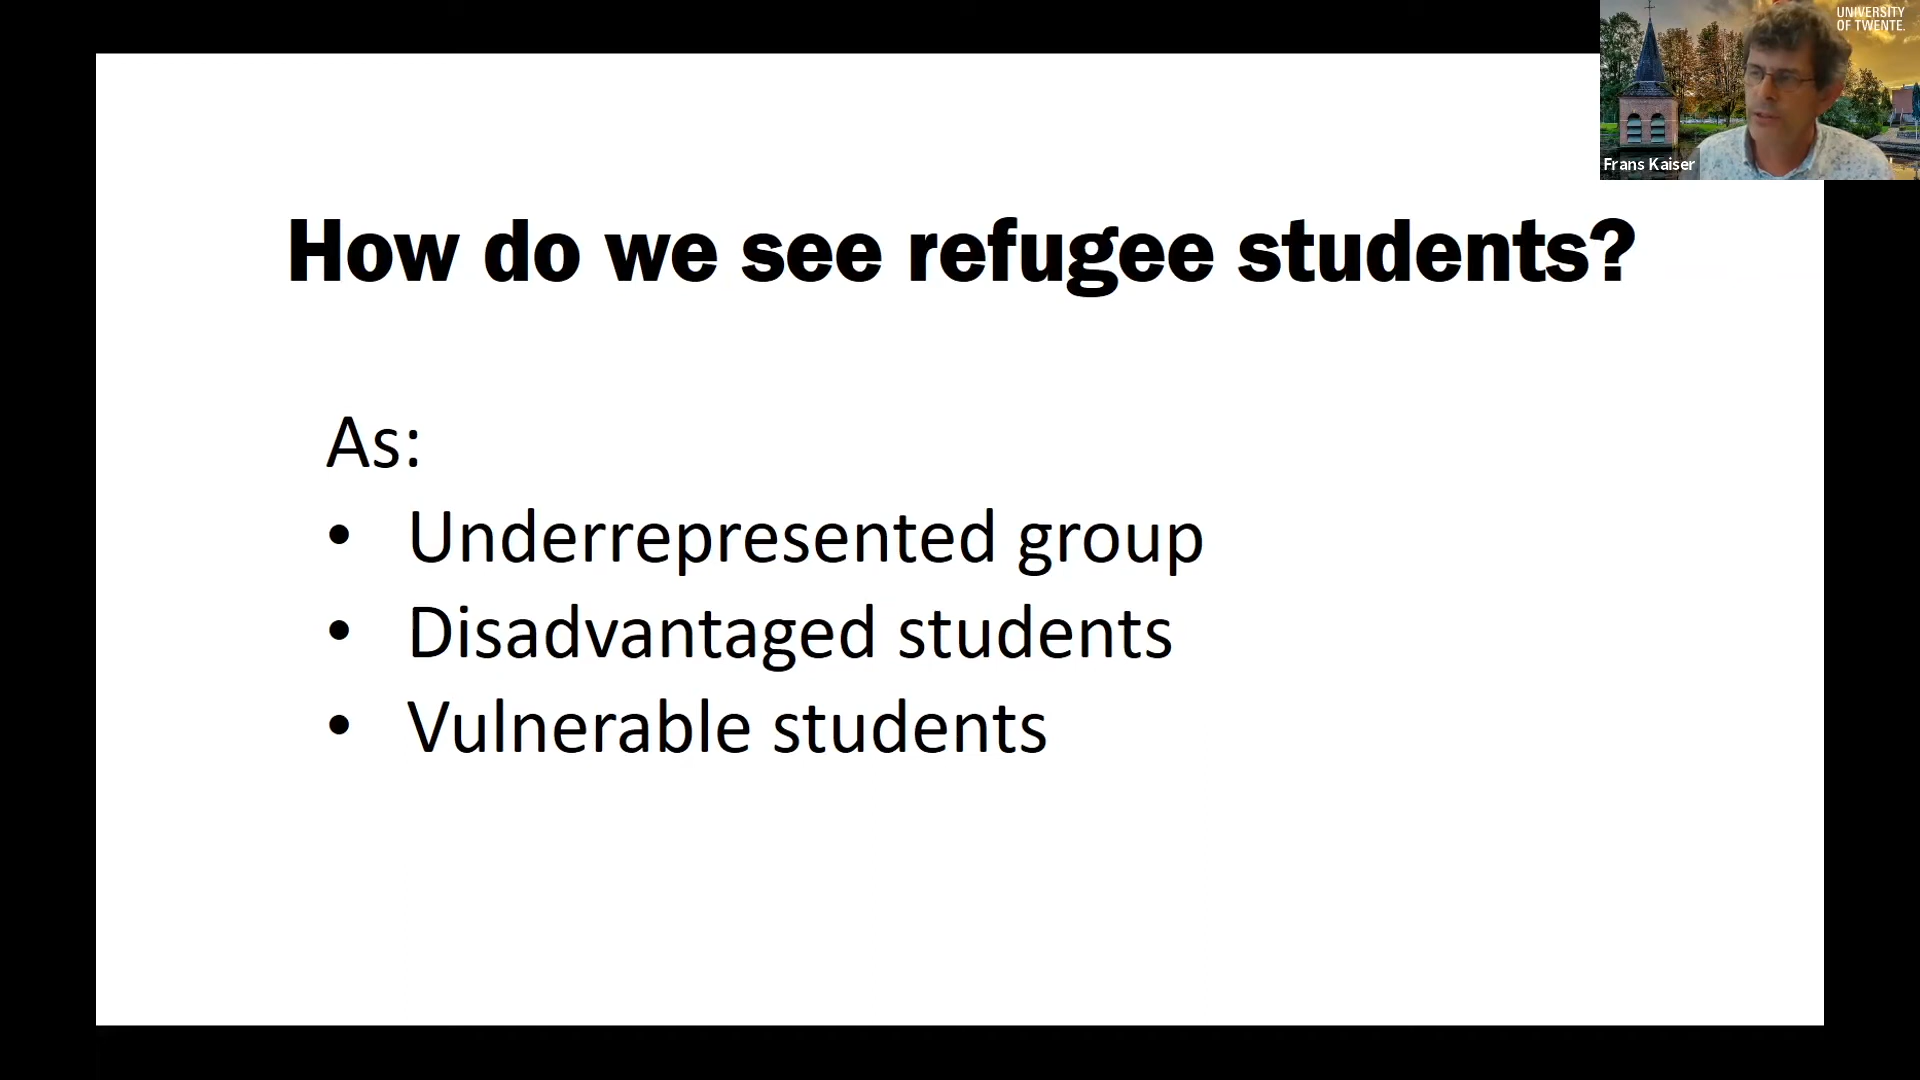 UNIVERSITY
OF TWENTE.
Frans Kaiser
How do we see refugee students?
As:
• Underrepresented group
• Disadvantaged students
• Vulnerable students